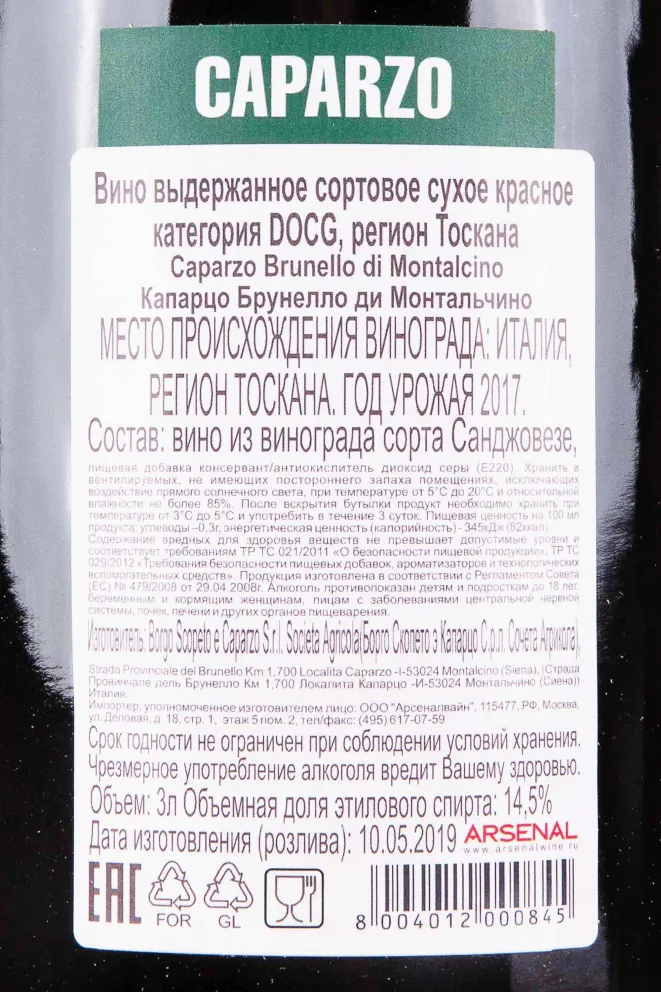 CAPARZO
Вино выдержанное сортовое сухое красное
категория DOCG, регион Тоскана
Caparzo Brunello di Montalcino
Капарцо Брунелло ди Монтальчино
МЕСТО ПРОИСХОЖДЕНИЯ ВИНОГРАДА: ИТАЛИЯ,
РЕГИОН ТОСКАНА. ГОД УРОЖАЯ 2017.
Состав: вино из винограда сорта Санджовезе,
пищевая добавка консервант/антиокислитель диоксид серы (Е220). Хранить в
вентилируемых, не имеющих постороннего запаха помещениях, исключающих
воздействие прямого солнечного света, при температуре от 5°С до 20°С и относительной
влажности не более 85%. После вскрытия бутылки продукт необходимо хранить при
температуре от 3°С до 5°С и употребить в течение 3 суток. Пищевая ценность на 100 мл
продукта: углеводы -0,3г, энергетическая ценность (калорийность) - 345кДж (82ккал).
Содержание вредных для здоровья веществ не превышает допустимые уровни и
соответствует требованиям ТР ТС 021/2011 «О безопасности пищевой продукции», ТР ТС
029/2012 «Требования безопасности пищевых добавок, ароматизаторов и технологических
вспомогательных средств». Продукция изготовлена в соответствии с Регламентом Совета
(ЕС) № 479/2008 от 29.04.2008г. Алкоголь противопоказан детям и подросткам до 18 лет,
беременным и кормящим женщинам, лицам с заболеваниями центральной нервной
системы, почек, печени и других органов пищеварения.
Изготовитель: Borgo Scopeto e Caparzo S.r.l. Societa Agricola(Борго Скопето э Капарцо С.р.л. Сочета Агрикола),
Strada Provinciale del Brunello Km 1,700 Localita Caparzo -I-53024 Montalcino (Siena), (Страда
Провинчале дель Брунелло Км 1,700 Локалита Капарцо -И-53024 Монтальчино (Сиена))
Италия.
Импортер, уполномоченное изготовителем лицо: ООО "Арсеналвайн", 115477, РФ, Москва,
ул. Деловая, д. 18, стр. 1, этаж 5 пом. 2, тел/факс: (495) 617-07-59
Срок годности не ограничен при соблюдении условий хранения.
Чрезмерное употребление алкоголя вредит Вашему здоровью.
Объем: 3л Объемная доля этилового спирта: 14,5%
Дата изготовления (розлива): 10.05.2019 ARSENAL
www.arsenalwine.ru
EAC FOR GL 8 004012 000845